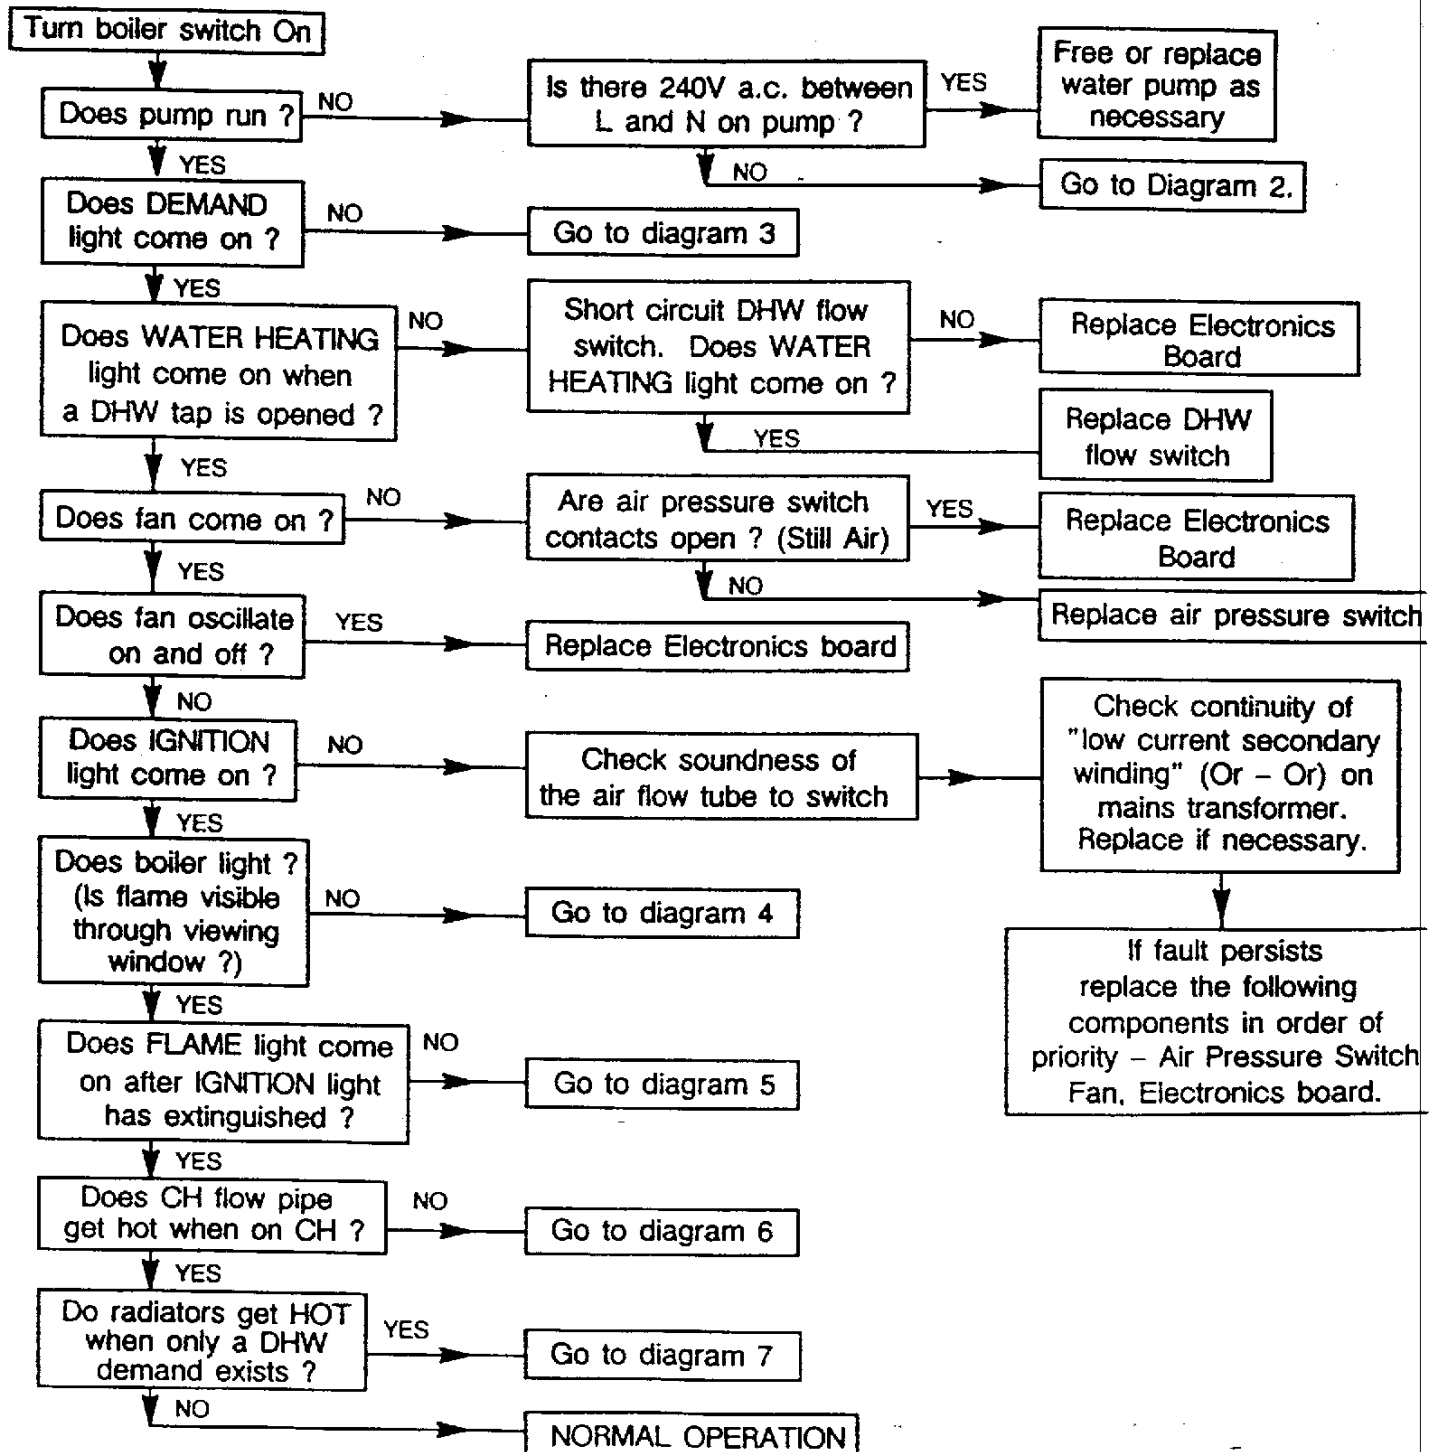 Turn boiler switch On
Does pump run ?
NO
Is there 240V a.c. between
L and N on pump ?
YES
Free or replace
water pump as
necessary
YES
NO
Go to Diagram 2.
Does DEMAND
light come on ?
NO
Go to diagram 3
YES
Does WATER HEATING
light come on when
a DHW tap is opened ?
NO
Short circuit DHW flow
switch. Does WATER
HEATING light come on ?
NO
Replace Electronics
Board
YES
Replace DHW
flow switch
YES
Does fan come on ?
NO
Are air pressure switch
contacts open ? (Still Air)
YES
Replace Electronics
Board
YES
NO
Replace air pressure switch
Does fan oscillate
on and off ?
YES
Replace Electronics board
NO
Does IGNITION
light come on ?
NO
Check soundness of
the air flow tube to switch
Check continuity of
"low current secondary
winding" (Or – Or) on
mains transformer.
Replace if necessary.
YES
Does boiler light ?
(Is flame visible
through viewing
window ?)
NO
Go to diagram 4
If fault persists
replace the following
components in order of
priority – Air Pressure Switch
Fan, Electronics board.
YES
Does FLAME light come
on after IGNITION light
has extinguished ?
NO
Go to diagram 5
YES
Does CH flow pipe
get hot when on CH ?
NO
Go to diagram 6
YES
Do radiators get HOT
when only a DHW
demand exists ?
YES
Go to diagram 7
NO
NORMAL OPERATION